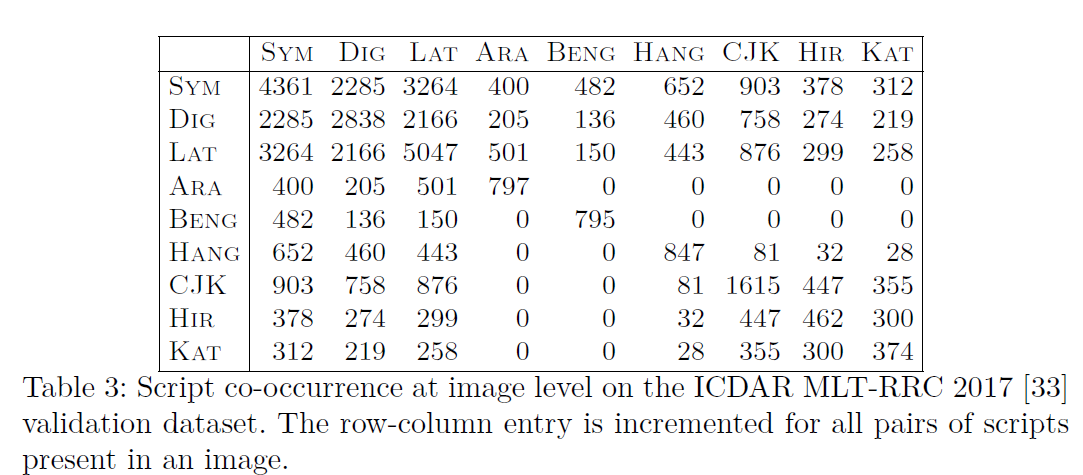 SYM DIG LAT ARA BENG HANG CJK HIR KAT
SYM 4361 2285 3264 400 482 652 903 378 312
DIG 2285 2838 2166 205 136 460 758 274 219
LAT 3264 2166 5047 501 150 443 876 299 258
ARA 400 205 501 797 0 0 0 0 0
BENG 482 136 150 0 795 0 0 0 0
HANG 652 460 443 0 0 847 81 32 28
CJK 903 758 876 0 0 81 1615 447 355
HIR 378 274 299 0 0 32 447 462 300
KAT 312 219 258 0 0 28 355 300 374
Table 3: Script co-occurrence at image level on the ICDAR MLT-RRC 2017 [33]
validation dataset. The row-column entry is incremented for all pairs of scripts
present in an image.